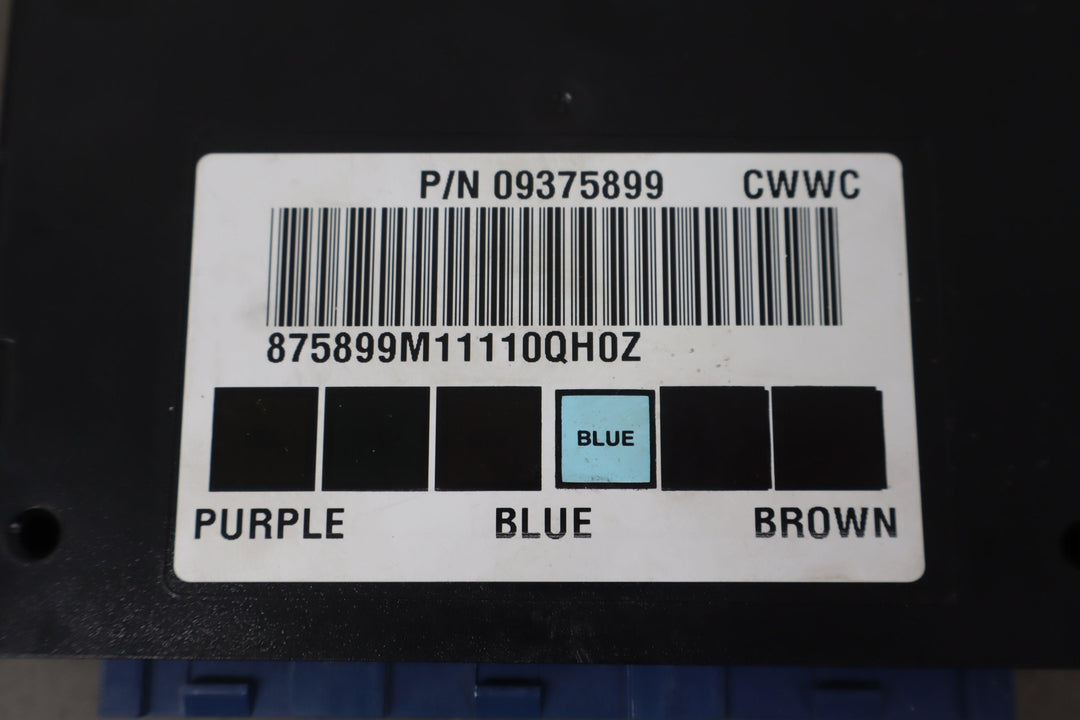 P/N 09375899 CWWC
875899M11110QH0Z
BLUE
PURPLE BLUE BROWN